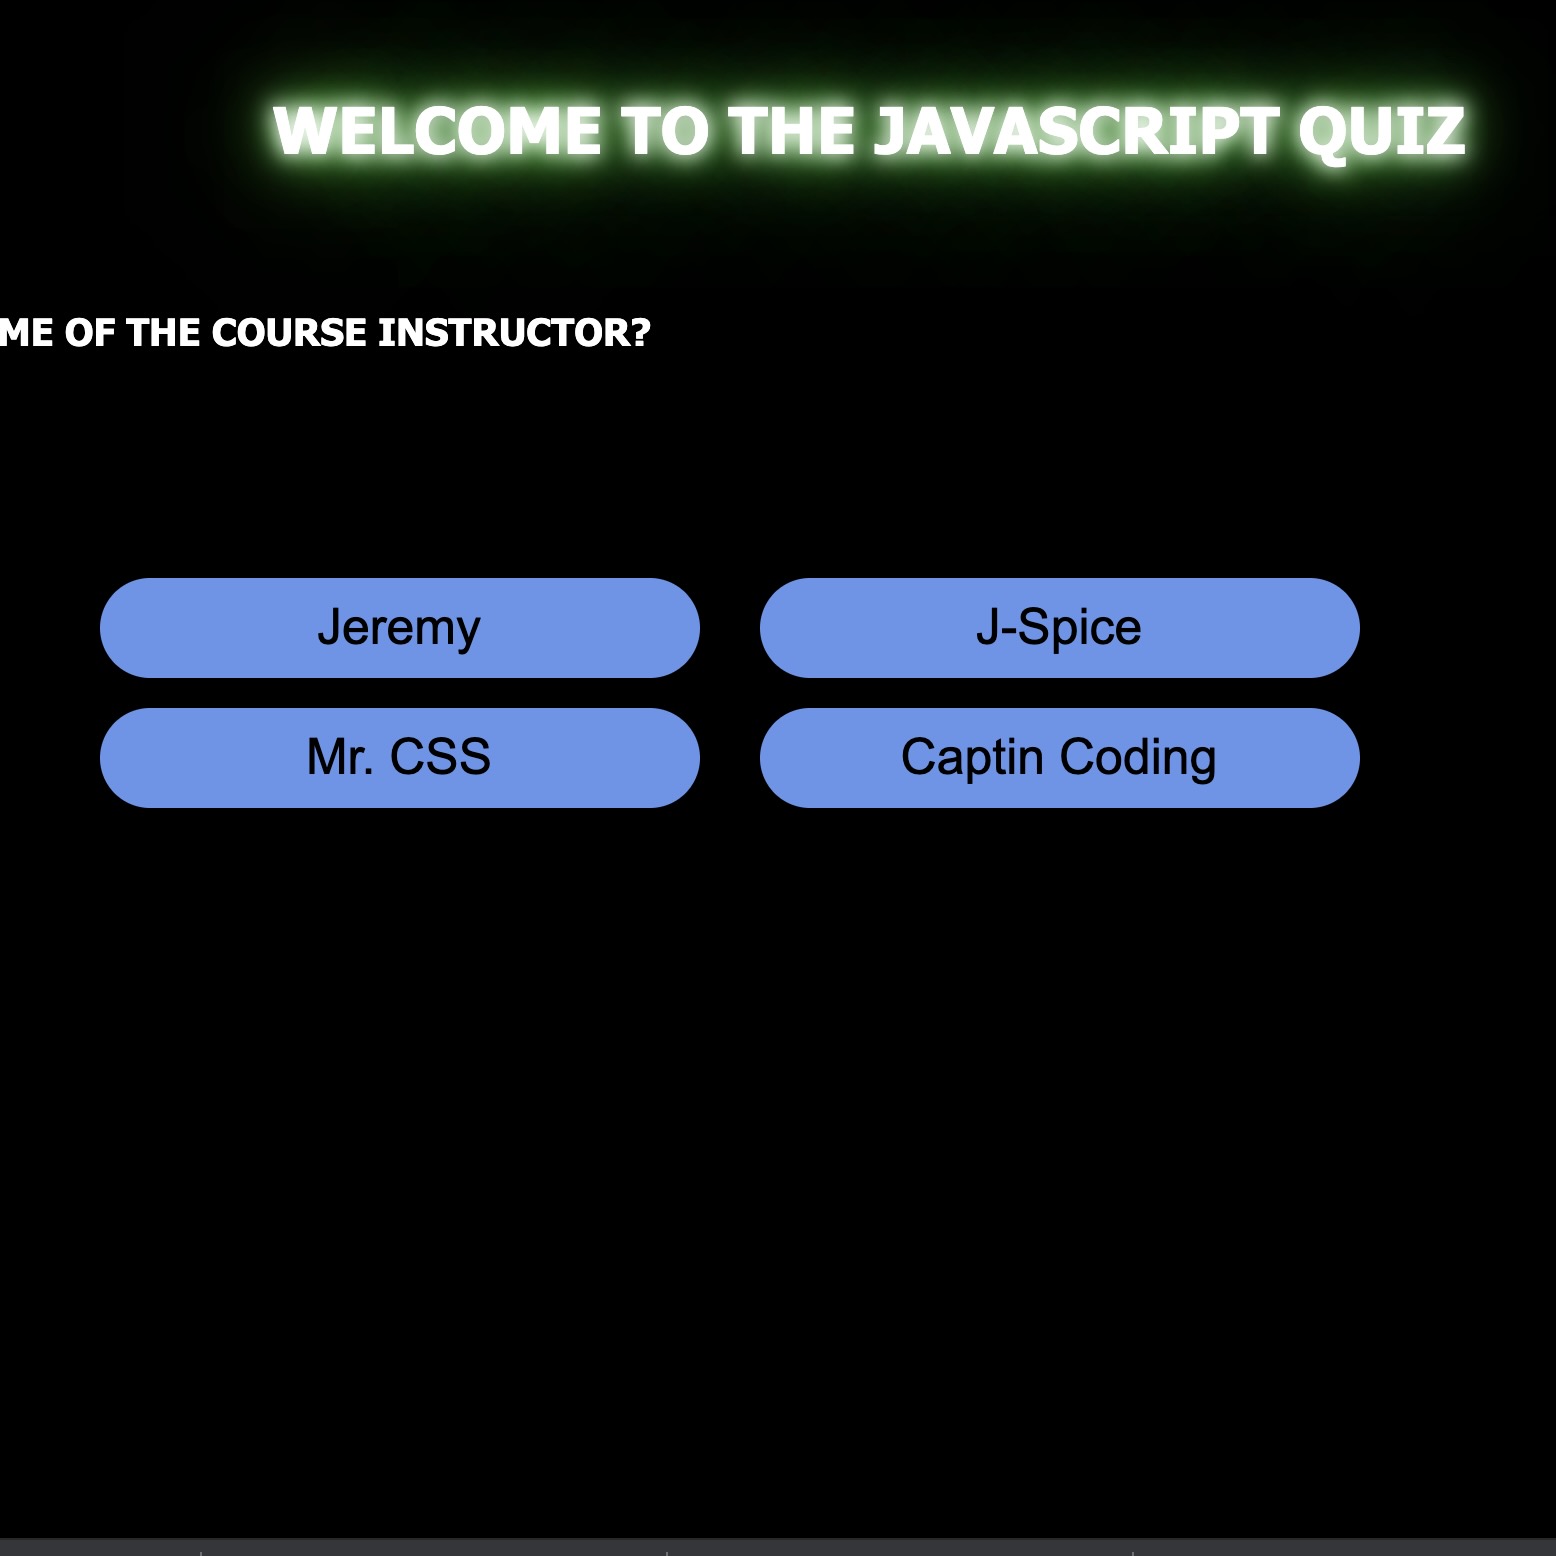 WELCOME TO THE JAVASCRIPT QUIZ
ME OF THE COURSE INSTRUCTOR?
Jeremy
J-Spice
Mr. CSS
Captin Coding